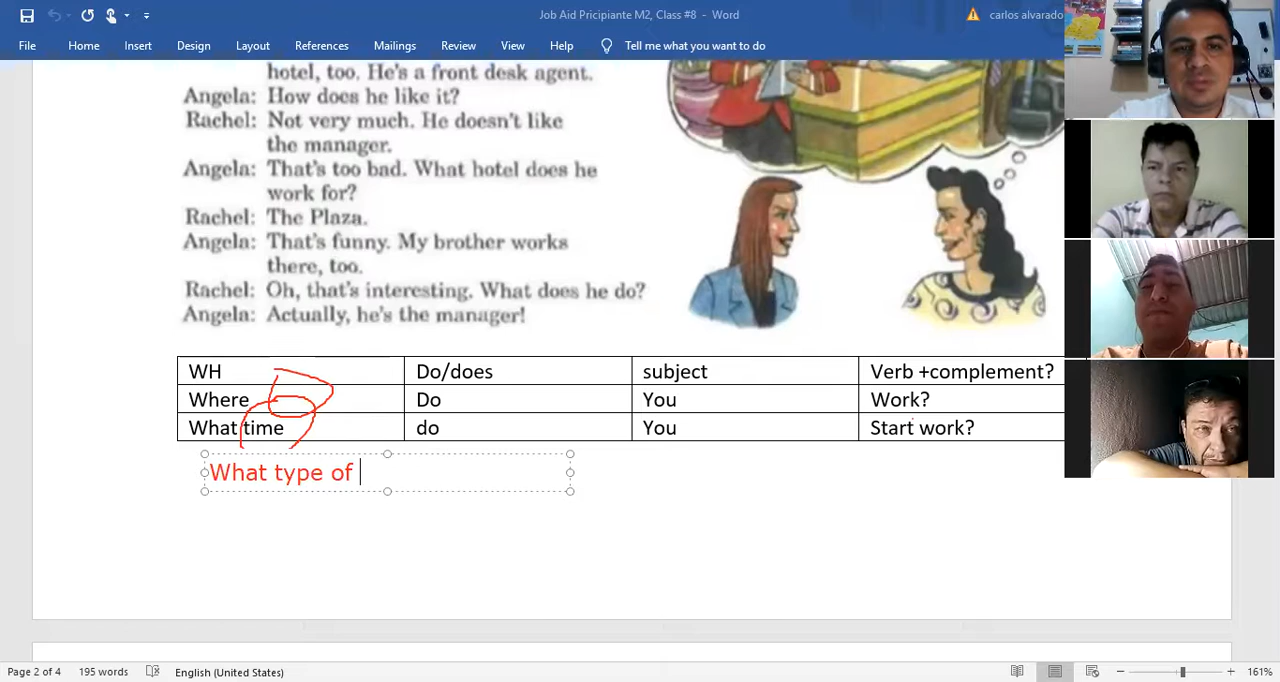 Job Aid Pricipiante M2, Class #8 - Word
carlos alvarado
File Home Insert Design Layout References Mailings Review View Help Tell me what you want to do
hotel, too. He's a front desk agent.
Angela: How does he like it?
Rachel: Not very much. He doesn't like
the manager.
Angela: That's too bad. What hotel does he
work for?
Rachel: The Plaza.
Angela: That's funny. My brother works
there, too.
Rachel: Oh, that's interesting. What does he do?
Angela: Actually, he's the manager!
WH Do/does subject Verb +complement?
Where Do You Work?
What time do You Start work?
What type of
Page 2 of 4 195 words English (United States) 161%